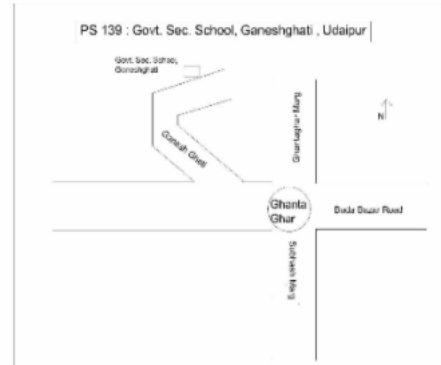 PS 139 : Govt. Sec. School, Ganeshghati , Udaipur
Govt. Sec. School,
Ganeshghati
Ghantaghar Marg
N
Ganesh Ghati
Ghanta
Ghar
Bada Bazar Road
Subhash Marg